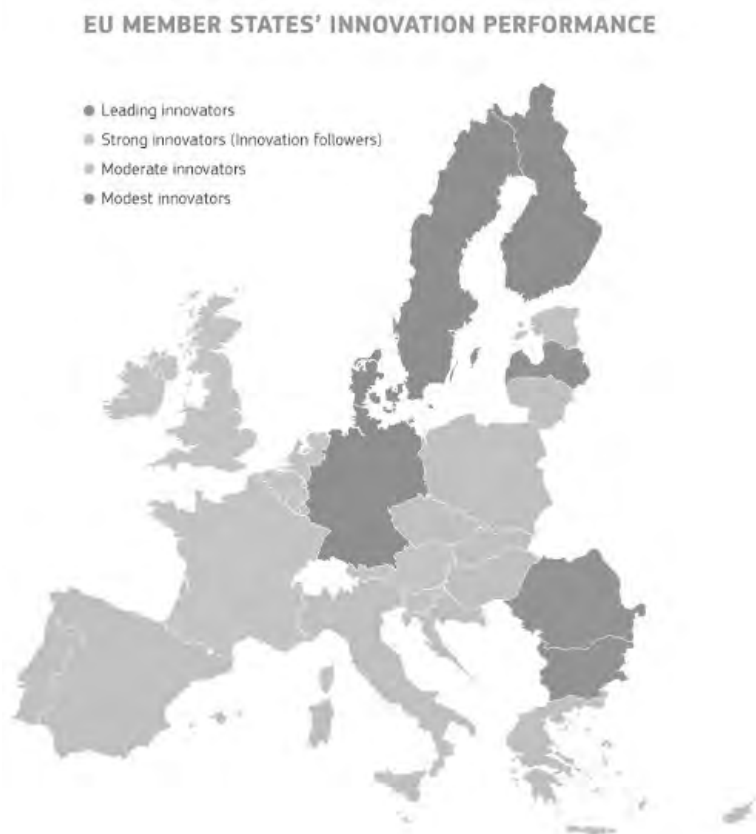 EU MEMBER STATES’ INNOVATION PERFORMANCE
Leading innovators
Strong innovators (Innovation followers)
Moderate innovators
Modest innovators